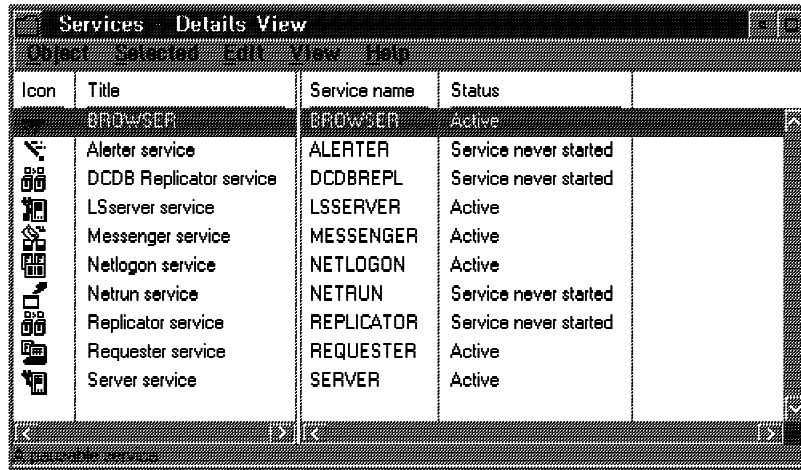 Services - Details View
Object Selected Edit View Help
Icon Title Service name Status
BROWSER BROWSER Active
Alerter service ALERTER Service never started
DCDB Replicator service DCDBREPL Service never started
LSserver service LSSERVER Active
Messenger service MESSENGER Active
Netlogon service NETLOGON Active
Netrun service NETRUN Service never started
Replicator service REPLICATOR Service never started
Requester service REQUESTER Active
Server service SERVER Active
A pauseable service